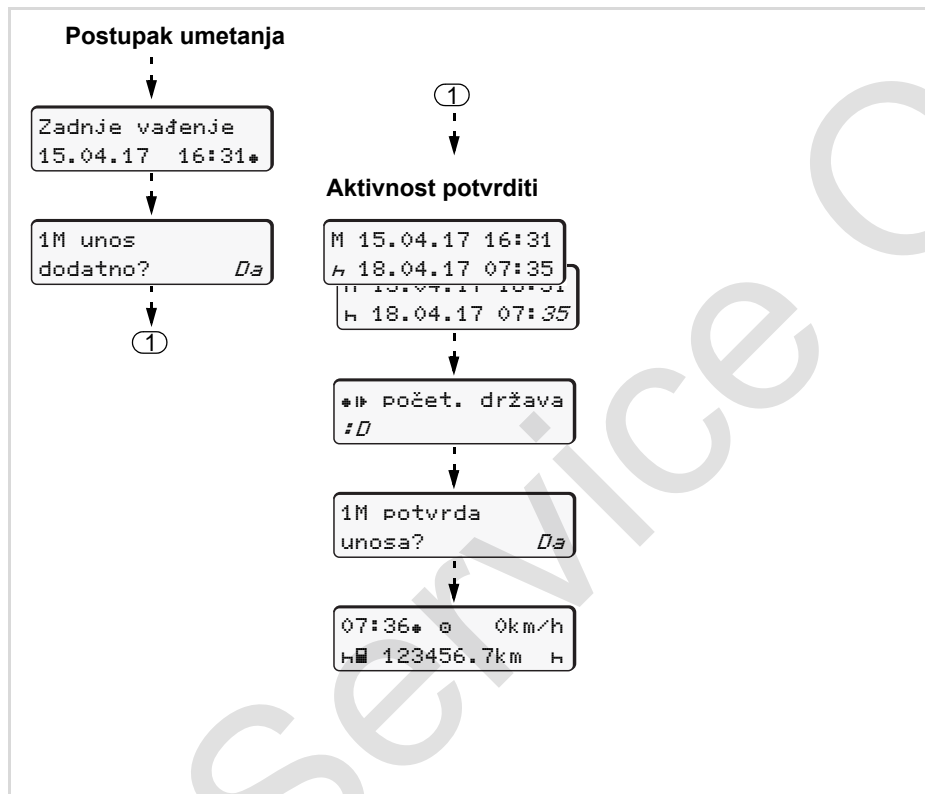 Postupak umetanja
Zadnje vađenje
15.04.17 16:31
1M unos
dodatno? Da
1
1
Aktivnost potvrditi
M 15.04.17 16:31
h 18.04.17 07:35
h 18.04.17 07:35
počet. država
:D
1M potvrda
unosa? Da
07:36 0km/h
h 123456.7km h
Service